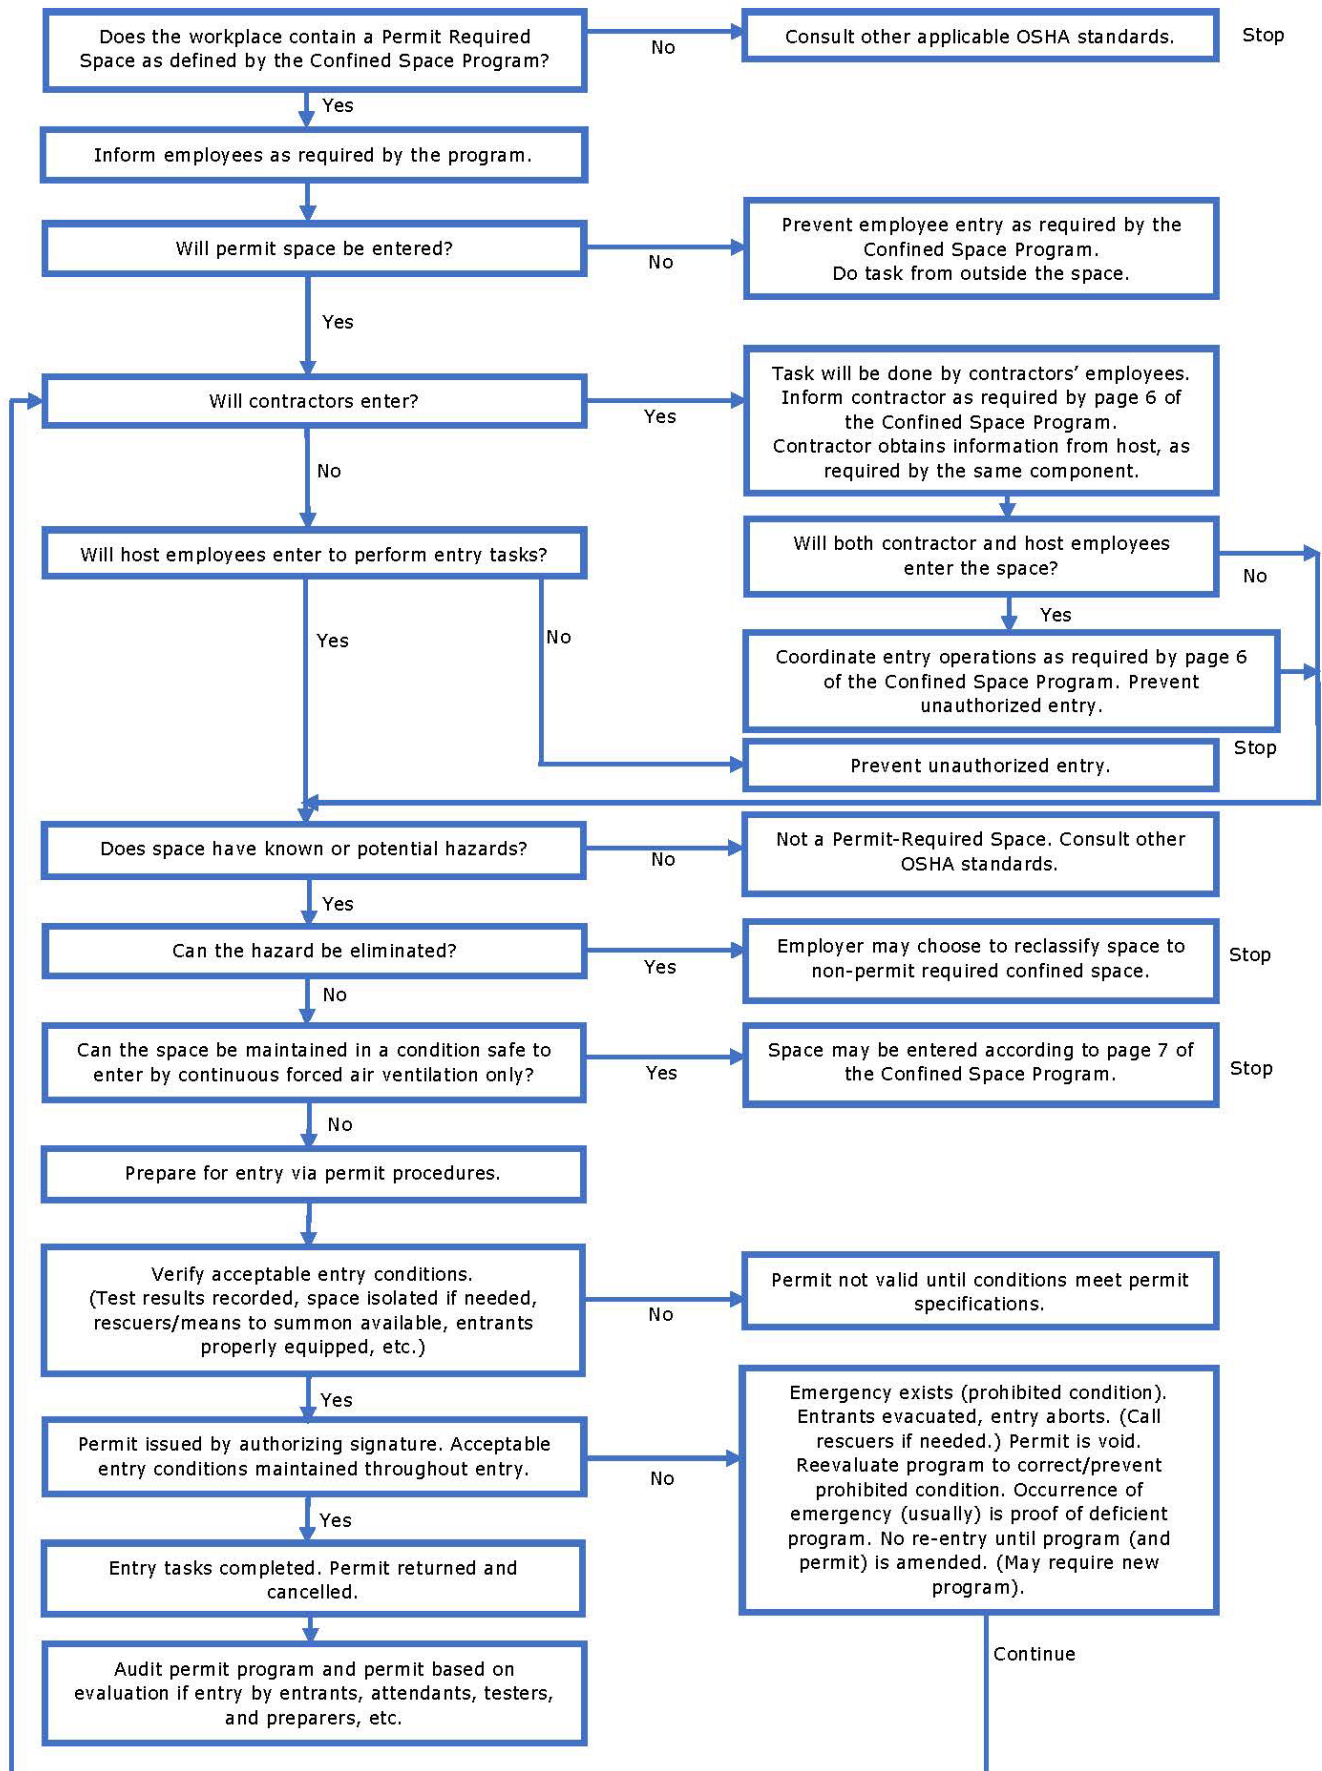 Does the workplace contain a Permit Required
Space as defined by the Confined Space Program?
No
Consult other applicable OSHA standards.
Stop
Yes
Inform employees as required by the program.
Will permit space be entered?
No
Prevent employee entry as required by the
Confined Space Program.
Do task from outside the space.
Yes
Will contractors enter?
Yes
Task will be done by contractors’ employees.
Inform contractor as required by page 6 of
the Confined Space Program.
Contractor obtains information from host, as
required by the same component.
No
Will host employees enter to perform entry tasks?
Will both contractor and host employees
enter the space?
No
Yes
Yes
No
Coordinate entry operations as required by page 6
of the Confined Space Program. Prevent
unauthorized entry.
Stop
Prevent unauthorized entry.
Does space have known or potential hazards?
No
Not a Permit-Required Space. Consult other
OSHA standards.
Yes
Can the hazard be eliminated?
Yes
Employer may choose to reclassify space to
non-permit required confined space.
Stop
No
Can the space be maintained in a condition safe to
enter by continuous forced air ventilation only?
Yes
Space may be entered according to page 7 of
the Confined Space Program.
Stop
No
Prepare for entry via permit procedures.
Verify acceptable entry conditions.
(Test results recorded, space isolated if needed,
rescuers/means to summon available, entrants
properly equipped, etc.)
No
Permit not valid until conditions meet permit
specifications.
Yes
Permit issued by authorizing signature. Acceptable
entry conditions maintained throughout entry.
No
Emergency exists (prohibited condition).
Entrants evacuated, entry aborts. (Call
rescuers if needed.) Permit is void.
Reevaluate program to correct/prevent
prohibited condition. Occurrence of
emergency (usually) is proof of deficient
program. No re-entry until program (and
permit) is amended. (May require new
program).
Yes
Entry tasks completed. Permit returned and
cancelled.
Continue
Audit permit program and permit based on
evaluation if entry by entrants, attendants, testers,
and preparers, etc.